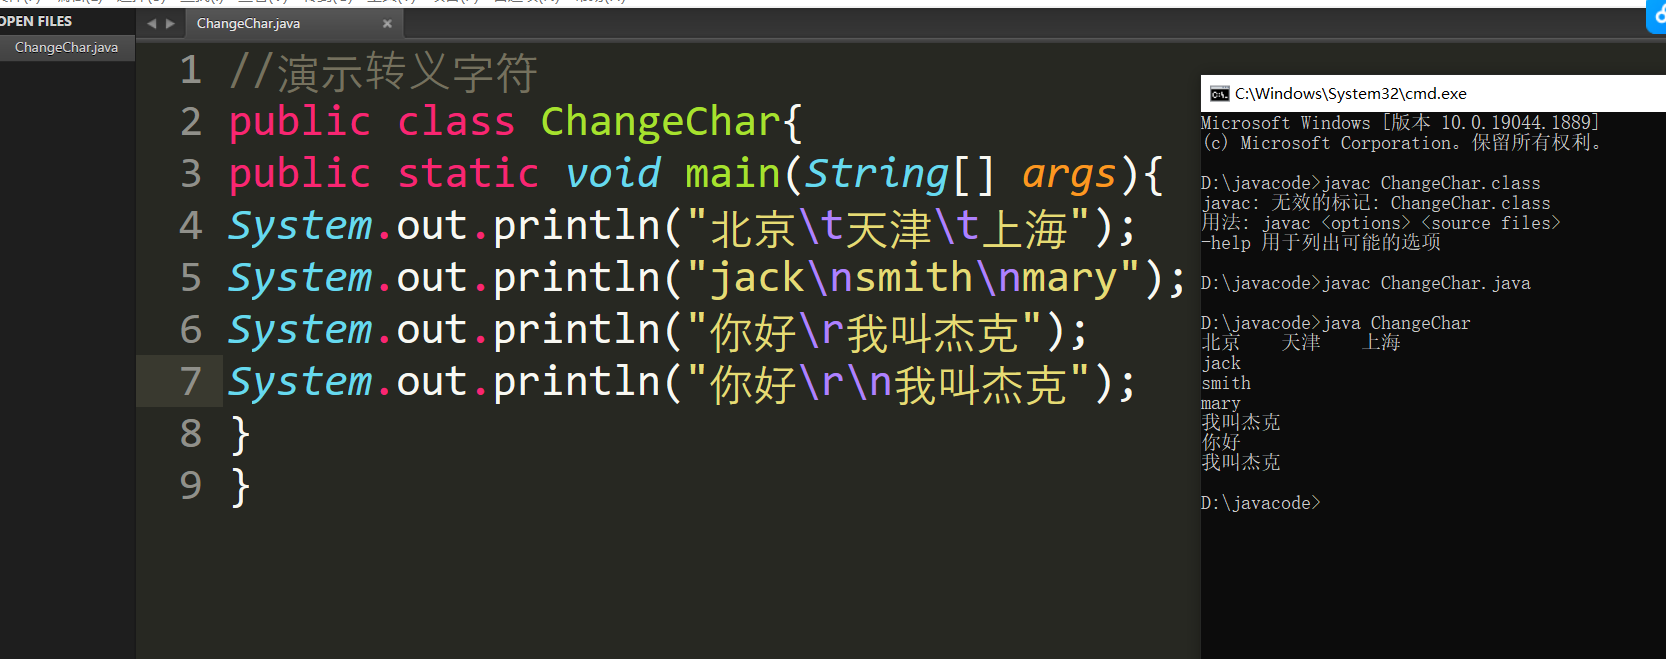 OPEN FILES
ChangeChar.java
ChangeChar.java ×
1 //演示转义字符
2 public class ChangeChar{
3 public static void main(String[] args){
4 System.out.println("北京\t天津\t上海");
5 System.out.println("jack\nsmith\nmary");
6 System.out.println("你好\r我叫杰克");
7 System.out.println("你好\r\n我叫杰克");
8 }
9 }
C:\Windows\System32\cmd.exe
Microsoft Windows [版本 10.0.19044.1889]
(c) Microsoft Corporation。保留所有权利。
D:\javacode>javac ChangeChar.class
javac: 无效的标记: ChangeChar.class
用法: javac <options> <source files>
-help 用于列出可能的选项
D:\javacode>javac ChangeChar.java
D:\javacode>java ChangeChar
北京    天津    上海
jack
smith
mary
我叫杰克
你好
我叫杰克
D:\javacode>